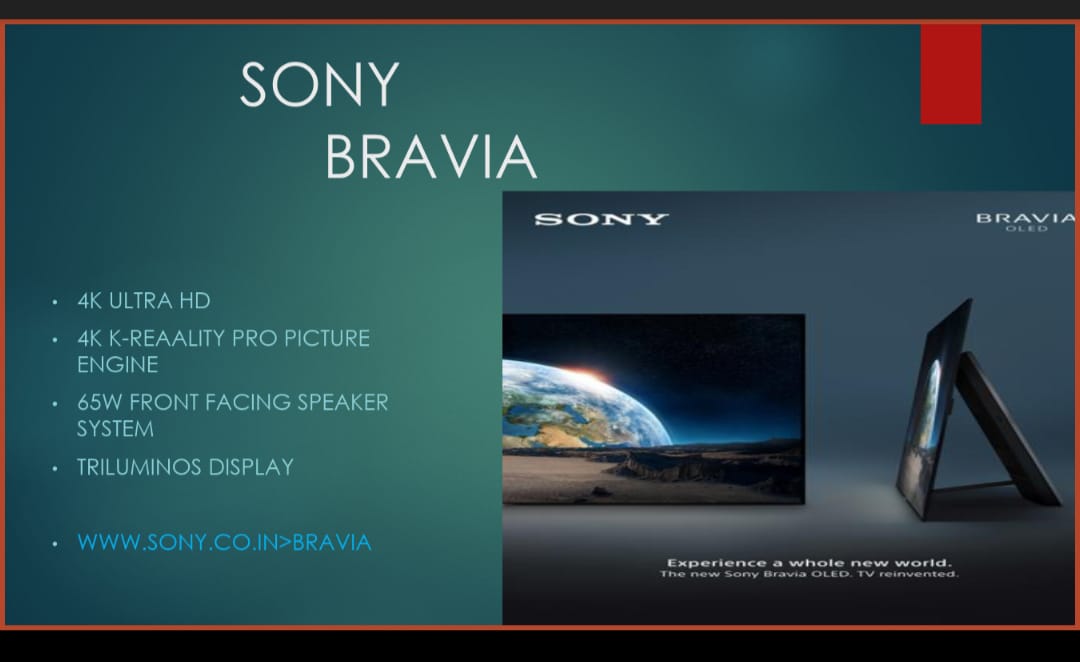 SONY
BRAVIA
SONY
BRAVIA
OLED
• 4K ULTRA HD
• 4K K-REAALITY PRO PICTURE
ENGINE
• 65W FRONT FACING SPEAKER
SYSTEM
• TRILUMINOS DISPLAY
• WWW.SONY.CO.IN>BRAVIA
Experience a whole new world.
The new Sony Bravia OLED. TV reinvented.